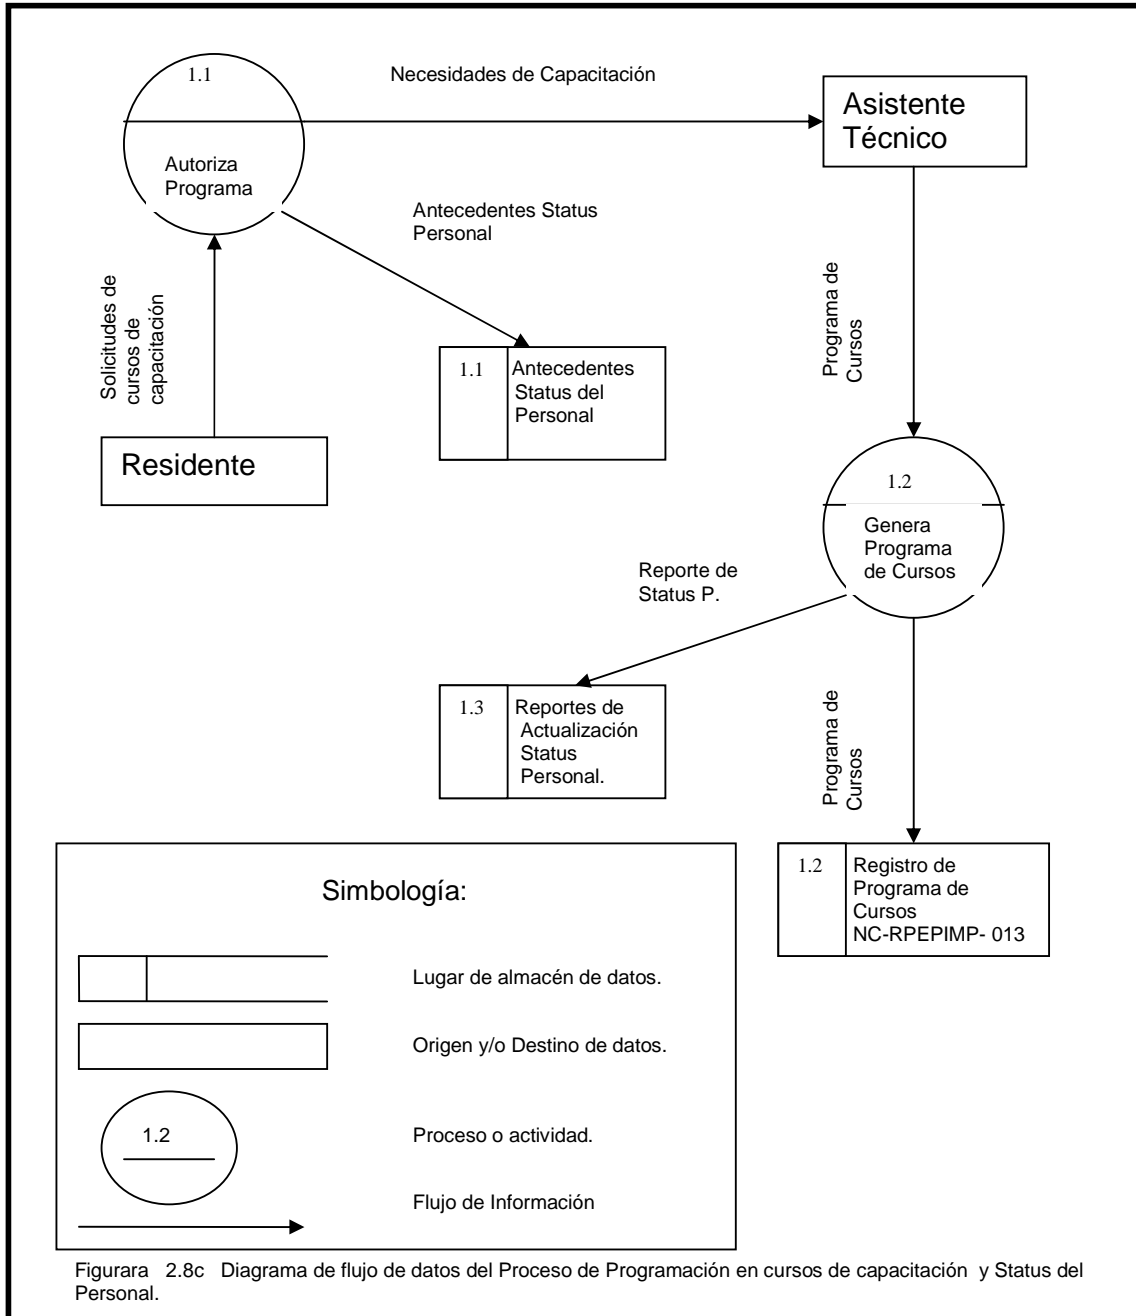 1.1
Necesidades de Capacitación
Asistente
Técnico
Autoriza
Programa
Antecedentes Status
Personal
Solicitudes de
cursos de
capacitación
Programa de
Cursos
1.1
Antecedentes
Status del
Personal
Residente
1.2
Genera
Programa
de Cursos
Reporte de
Status P.
1.3
Reportes de
Actualización
Status
Personal.
Programa de
Cursos
1.2
Registro de
Programa de
Cursos
NC-RPEPIMP- 013
Simbología:
Lugar de almacén de datos.
Origen y/o Destino de datos.
1.2
Proceso o actividad.
Flujo de Información
Figurara 2.8c Diagrama de flujo de datos del Proceso de Programación en cursos de capacitación y Status del
Personal.